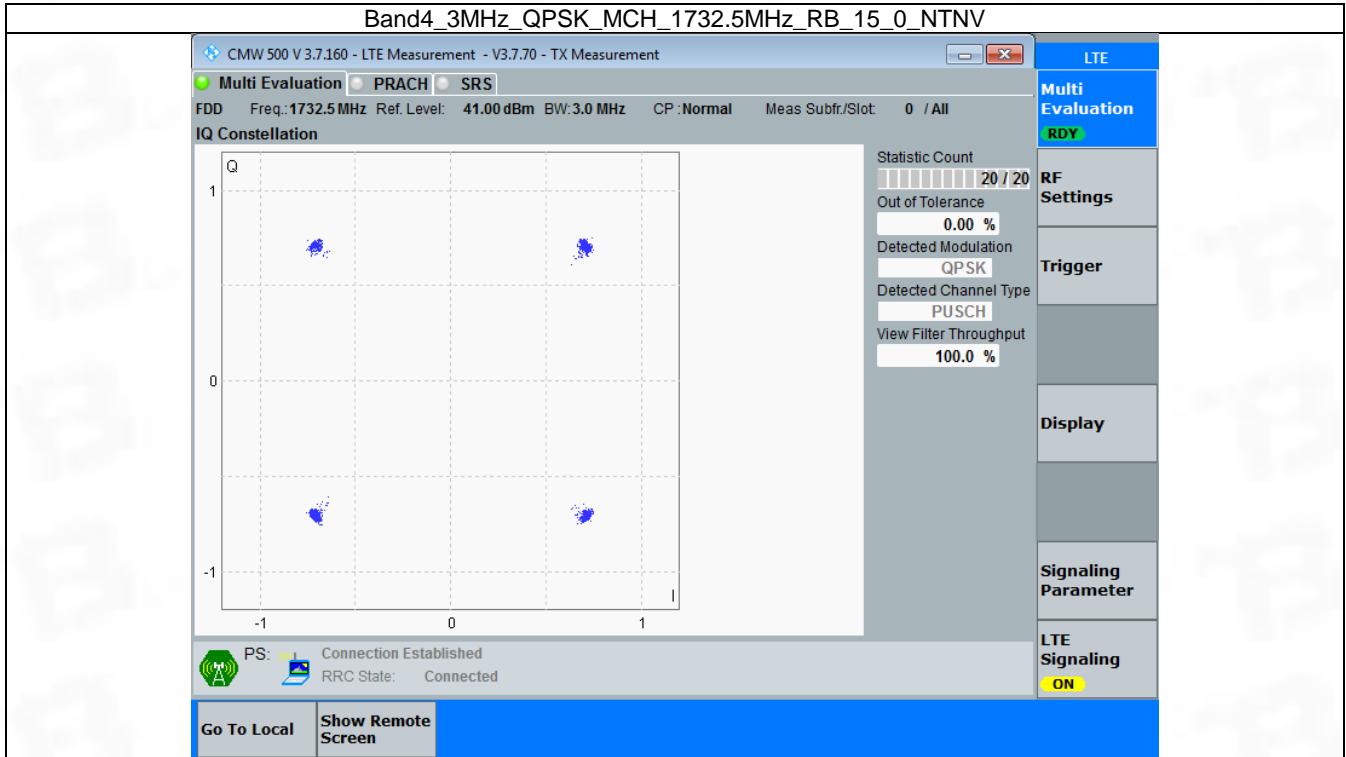 Band4_3MHz_QPSK_MCH_1732.5MHz_RB_15_0_NTNV
CMW 500 V 3.7.160 - LTE Measurement - V3.7.70 - TX Measurement
LTE
Multi Evaluation PRACH SRS
FDD Freq.: 1732.5 MHz Ref. Level: 41.00 dBm BW: 3.0 MHz CP : Normal Meas Subfr./Slot: 0 / All
IQ Constellation
Q
1
0
-1
-1 0 1
I
Statistic Count
20 / 20
Out of Tolerance
0.00 %
Detected Modulation
QPSK
Detected Channel Type
PUSCH
View Filter Throughput
100.0 %
Multi
Evaluation
RDY
RF
Settings
Trigger
Display
Signaling
Parameter
LTE
Signaling
ON
PS: Connection Established
RRC State: Connected
Go To Local
Show Remote
Screen